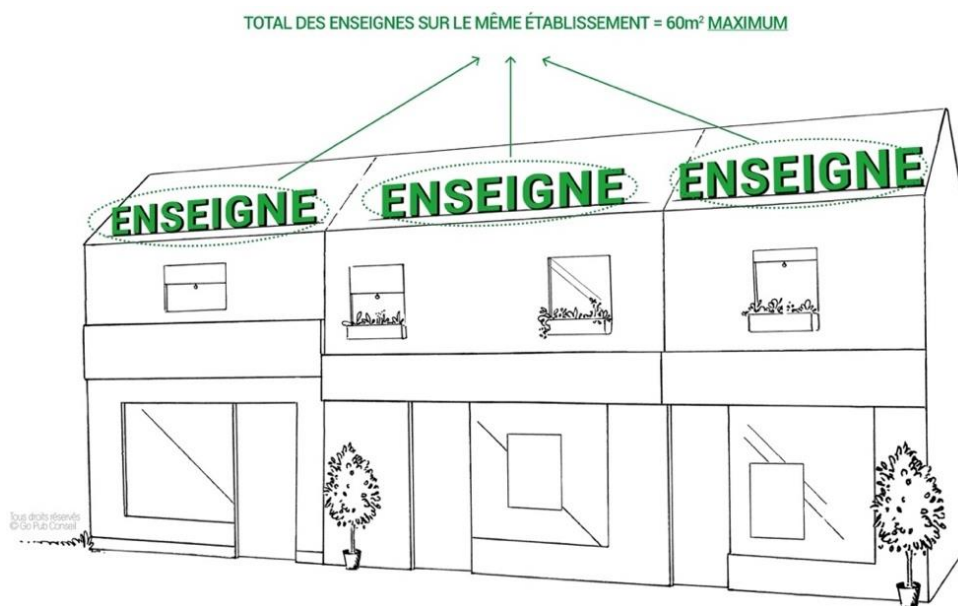 TOTAL DES ENSEIGNES SUR LE MÊME ÉTABLISSEMENT = 60m² MAXIMUM
ENSEIGNE
ENSEIGNE
ENSEIGNE
Tous droits réservés
© Go Pub Conseil